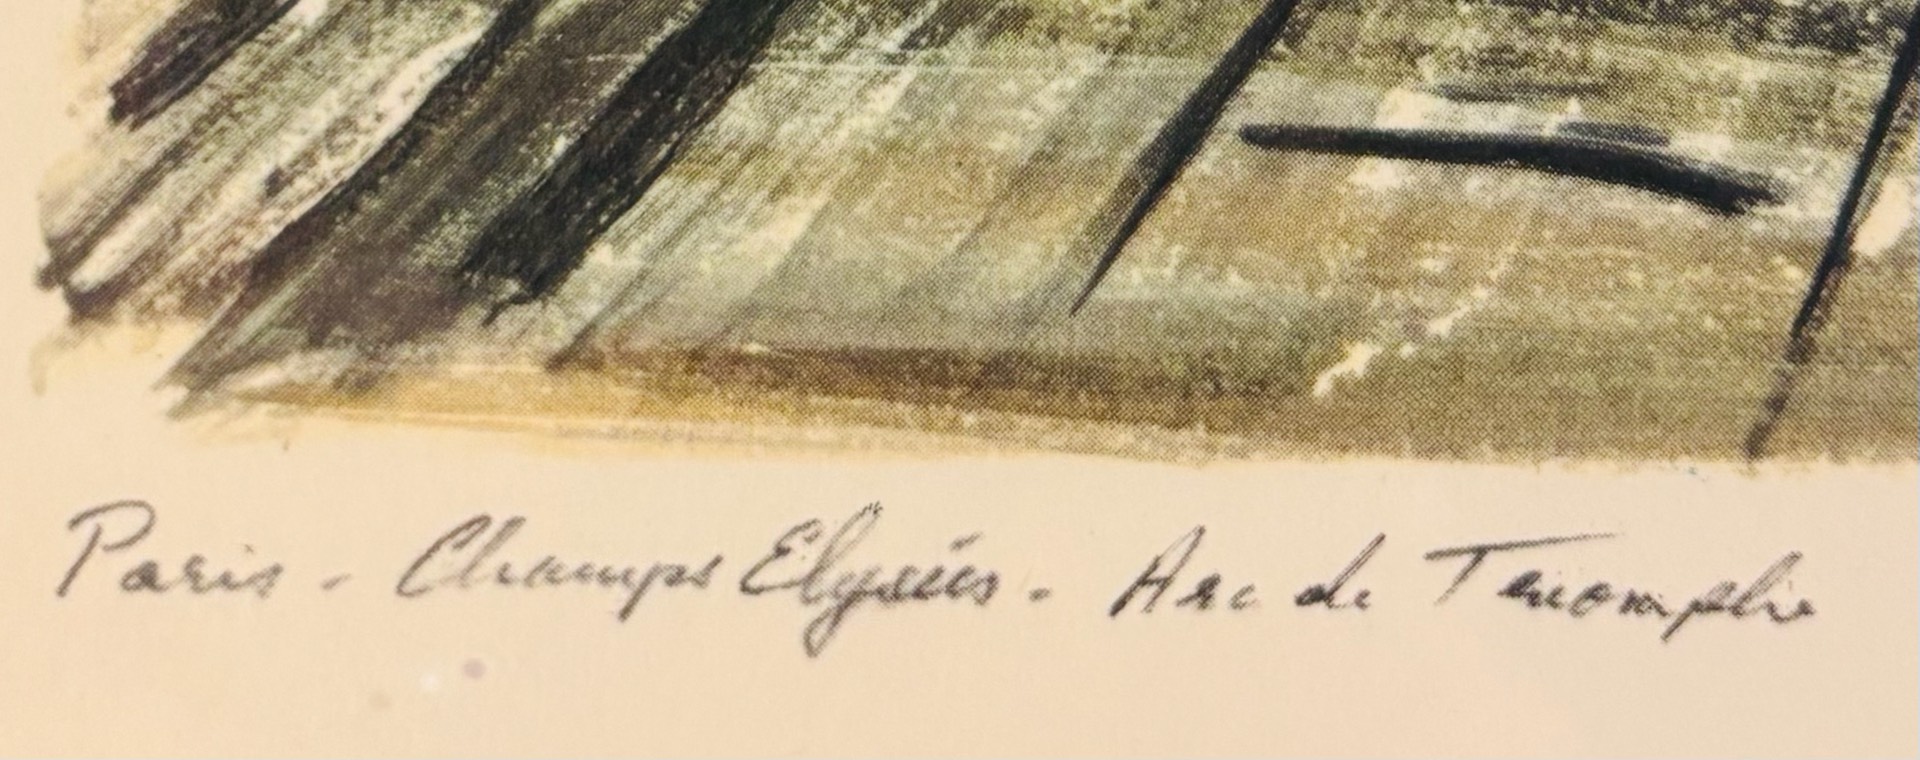 Paris - Champs Elysées - Arc de Triomphe